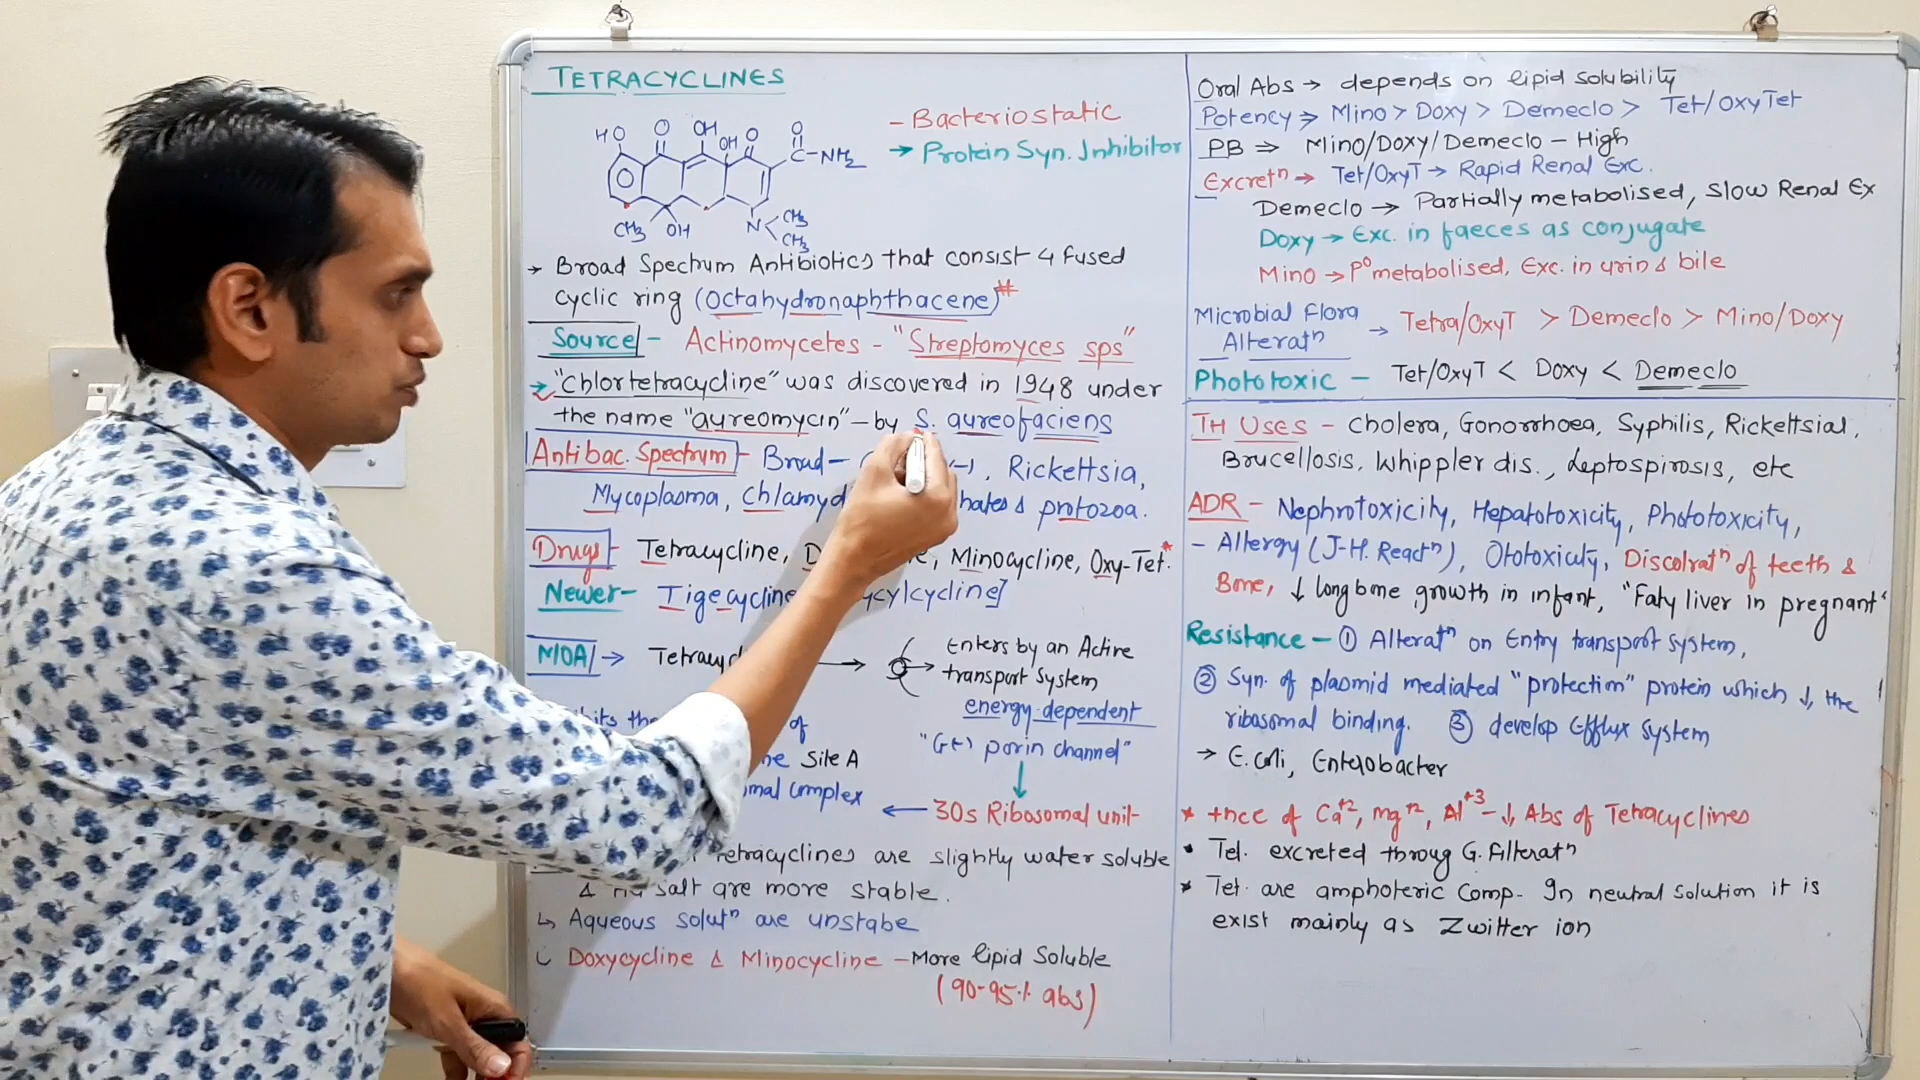 TETRACYCLINES
HO O OH OH O O
C-NH2
CH3 OH N CH3
CH3
- Bacteriostatic
→ Protein Syn. Inhibitor
→ Broad Spectrum Antibiotics that consist 4 fused
cyclic ring (Octahydronaphthacene)#
Source - Actinomycetes - "Streptomyces sps"
→ "Chlortetracycline" was discovered in 1948 under
the name "aureomycin" - by S. aureofaciens
Antibac. Spectrum - Broad - (-), Rickettsia,
Mycoplasma, Chlamyd & protozoa.
Drugs - Tetracycline, Minocycline, Oxy-Tet.*
Newer - Tigecycline ycylcycline]
MOA → Tetracy → Enters by an Active
transport System
energy-dependent
"G(-) porin channel"
↓
← 30s Ribosomal unit-
of
Site A
complex
Tetracyclines are slightly water soluble
& salt are more stable.
↳ Aqueous solutⁿ are unstabe
Doxycycline & Minocycline - More lipid Soluble
(90-95% abs)
Oral Abs → depends on lipid solubility
Potency ⇒ Mino > Doxy > Demeclo > Tet/OxyTet
PB ⇒ Mino/Doxy/Demeclo - High
Excretⁿ → Tet/OxyT → Rapid Renal Exc.
Demeclo → Partially metabolised, Slow Renal Ex
Doxy → Exc. in faeces as conjugate
Mino → P⁰ metabolised, Exc. in urin & bile
Microbial Flora
Alteratⁿ → Tetra/OxyT > Demeclo > Mino/Doxy
Phototoxic - Tet/OxyT < Doxy < Demeclo
TH USES - Cholera, Gonorrhoea, Syphilis, Rickettsial,
Brucellosis, Whippler dis., Leptospirosis, etc
ADR - Nephrotoxicity, Hepatotoxicity, Phototoxicity,
- Allergy (J-H. Reactⁿ), Ototoxicity, Discolratⁿ of teeth &
Bone, ↓ long bone growth in infant, "Faty liver in pregnant"
Resistance - ① Alteratⁿ on Entry transport system,
② Syn. of plasmid mediated "protection" protein which ↓ the
ribosomal binding. ③ develop Efflux system
→ E. Coli, Enterobacter
* +nce of Ca+2, mg+2, Al+3 - ↓ Abs of Tetracyclines
• Tet. excreted throug G. filteratⁿ
* Tet. are amphoteric Comp- In neutral solution it is
exist mainly as Zwitter ion